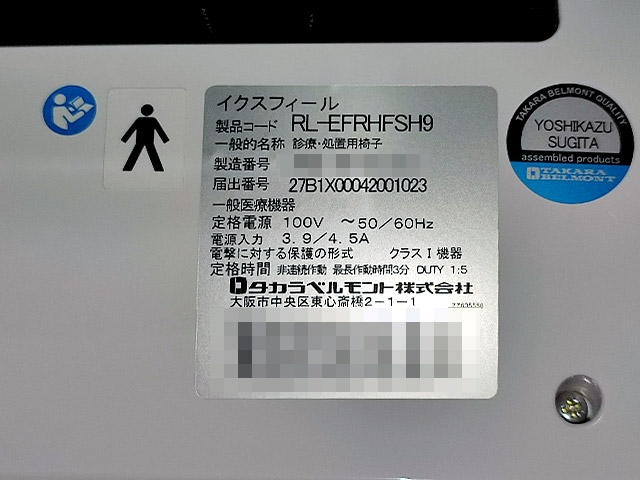 イクスフィール
製品コード RL-EFRHFSH9
一般的名称 診療・処置用椅子
製造番号
届出番号 27B1X00042001023
一般医療機器
定格電源 100V ～50/60Hz
電源入力 3.9/4.5A
電撃に対する保護の形式 クラスⅠ機器
定格時間 非連続作動 最長作動時間3分 DUTY 1:5
タカラベルモント株式会社
大阪市中央区東心斎橋2-1-1
TAKARA BELMONT QUALITY
YOSHIKAZU
SUGITA
assembled products
TAKARA
BELMONT